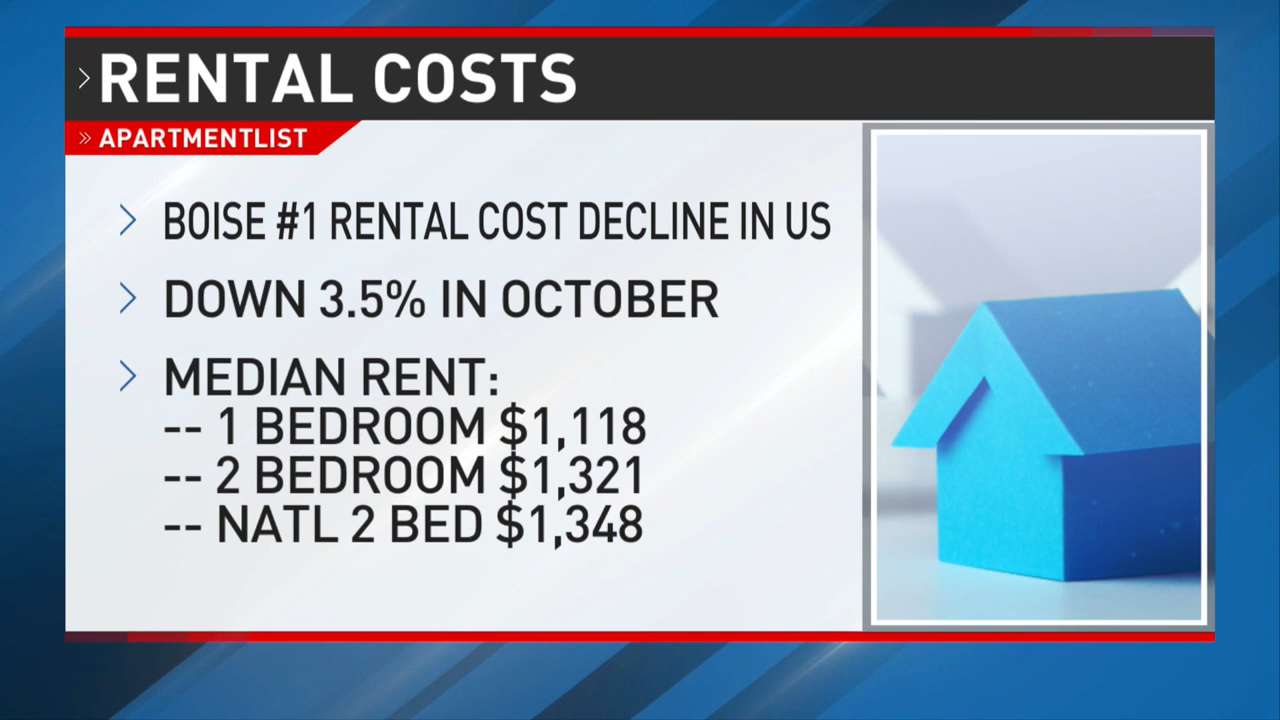 RENTAL COSTS
APARTMENTLIST
BOISE #1 RENTAL COST DECLINE IN US
DOWN 3.5% IN OCTOBER
MEDIAN RENT:
-- 1 BEDROOM $1,118
-- 2 BEDROOM $1,321
-- NATL 2 BED $1,348